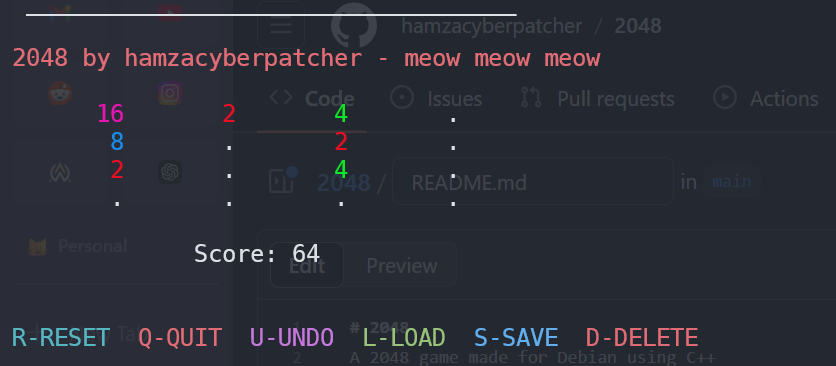 hamzacyberpatcher / 2048
2048 by hamzacyberpatcher - meow meow meow
Code Issues Pull requests Actions
16 2 4 .
8 . 2 .
2 . 4 .
. . . .
2048 / README.md in main
Personal
Score: 64
Edit Preview
# 2048
R-RESET Q-QUIT U-UNDO L-LOAD S-SAVE D-DELETE
2 A 2048 game made for Debian using C++